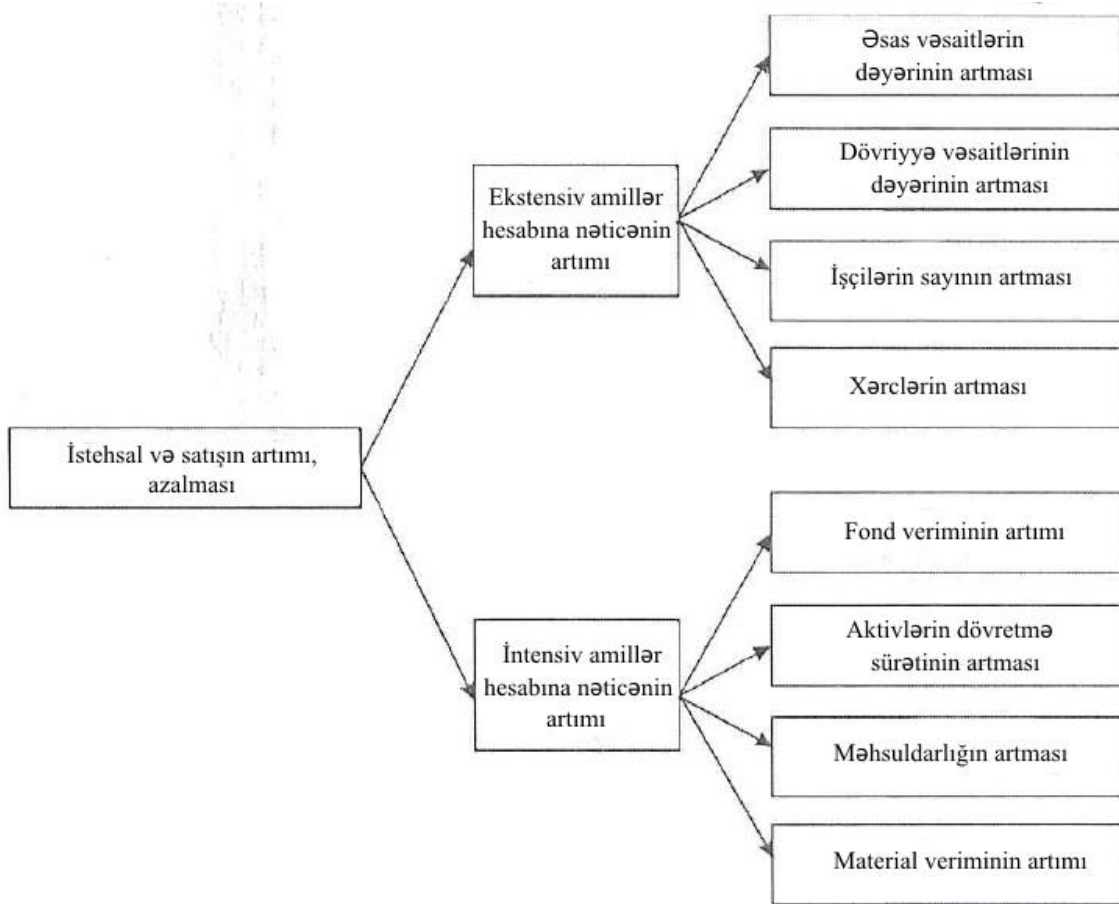 Əsas vəsaitlərin
dəyərinin artması
Dövriyyə vəsaitlərinin
dəyərinin artması
Ekstensiv amillər
hesabına nəticənin
artımı
İşçilərin sayının artması
Xərclərin artması
İstehsal və satışın artımı,
azalması
Fond veriminin artımı
İntensiv amillər
hesabına nəticənin
artımı
Aktivlərin dövretmə
sürətinin artması
Məhsuldarlığın artması
Material veriminin artımı